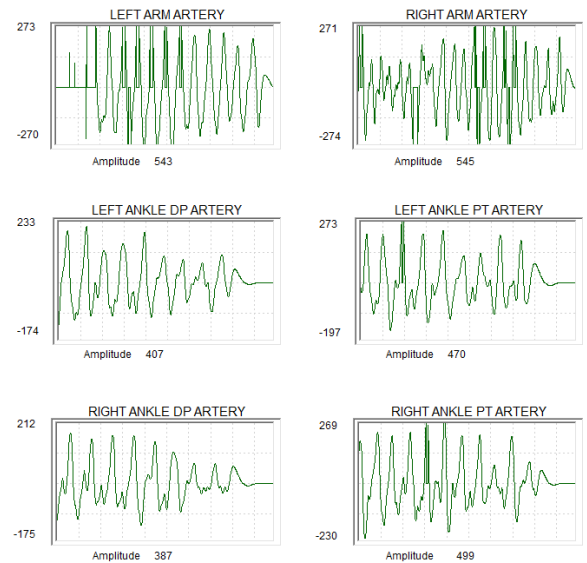 LEFT ARM ARTERY
273
-270
Amplitude 543
RIGHT ARM ARTERY
271
-274
Amplitude 545
LEFT ANKLE DP ARTERY
233
-174
Amplitude 407
LEFT ANKLE PT ARTERY
273
-197
Amplitude 470
RIGHT ANKLE DP ARTERY
212
-175
Amplitude 387
RIGHT ANKLE PT ARTERY
269
-230
Amplitude 499